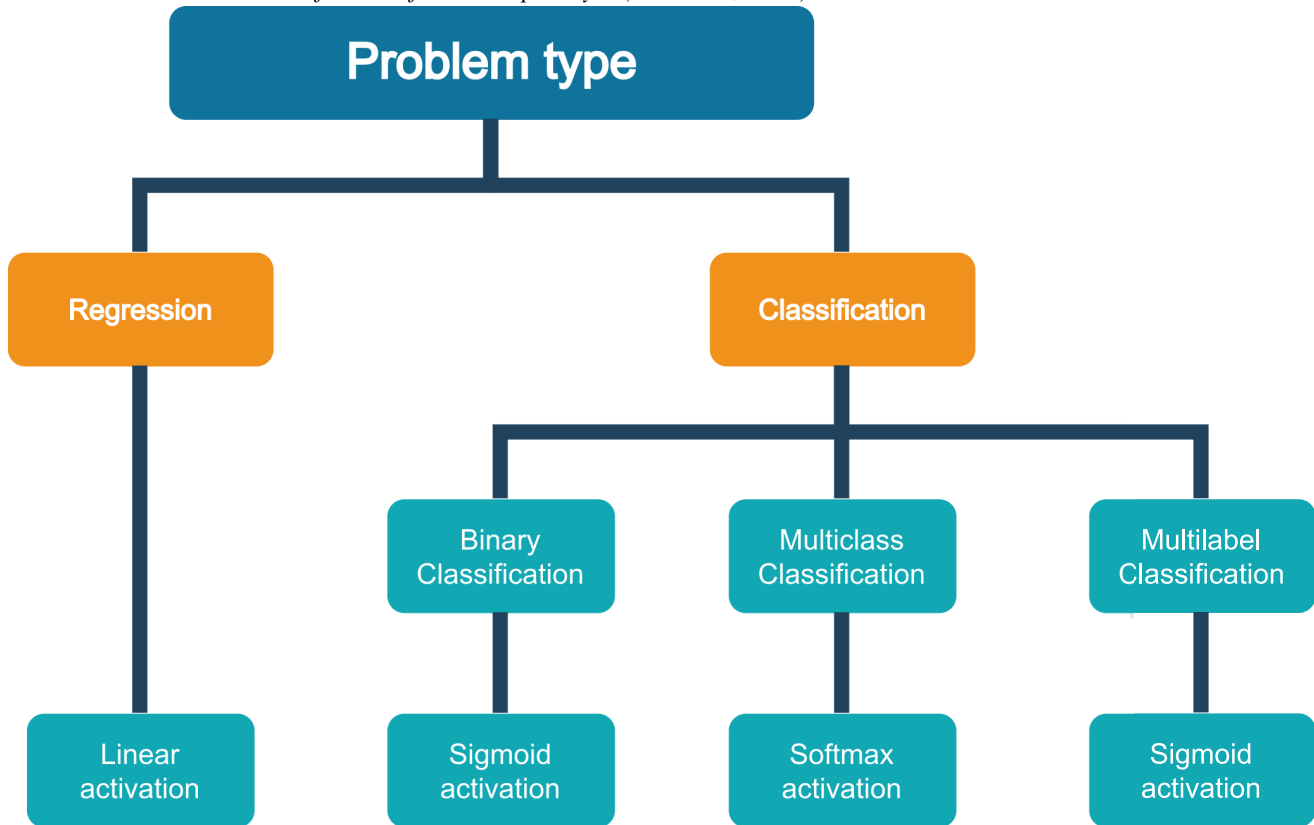 Problem type
Regression
Classification
Binary
Classification
Multiclass
Classification
Multilabel
Classification
Linear
activation
Sigmoid
activation
Softmax
activation
Sigmoid
activation